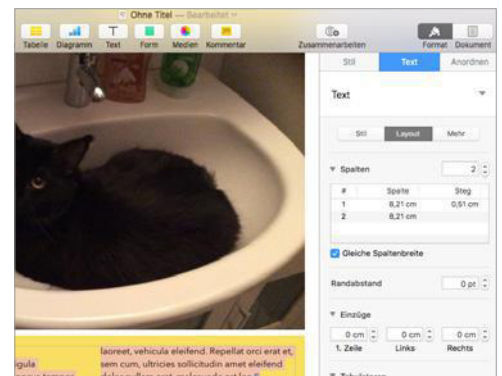 Ohne Titel — Bearbeitet
Tabelle Diagramm Text Form Medien Kommentar Zusammenarbeiten Format Dokument
Stil Text Anordnen
Text
Stil Layout Mehr
Spalten 2
# Spalte Steg
1 8,21 cm 0,51 cm
2 8,21 cm
Gleiche Spaltenbreite
Randabstand 0 pt
Einzüge
0 cm 0 cm 0 cm
1. Zeile Links Rechts
laoreet, vehicula eleifend. Repellat orci erat et,
sem cum, ultricies sollicitudin amet eleifend